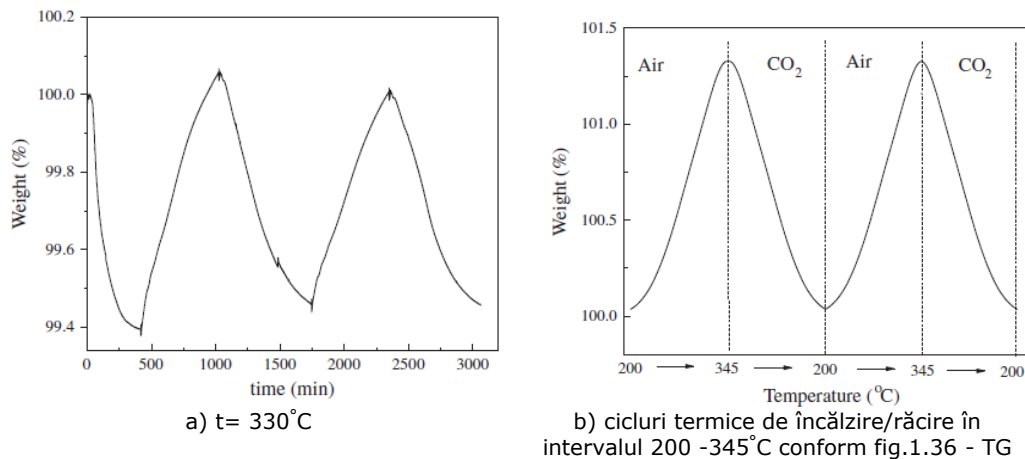 100.2
100.0
99.8
99.6
99.4
Weight (%)
0 500 1000 1500 2000 2500 3000
time (min)
a) t= 330°C
101.5
101.0
100.5
100.0
Weight (%)
Air CO₂ Air CO₂
200 345 200 345 200
Temperature (°C)
b) cicluri termice de încălzire/răcire în
intervalul 200 -345°C conform fig.1.36 - TG